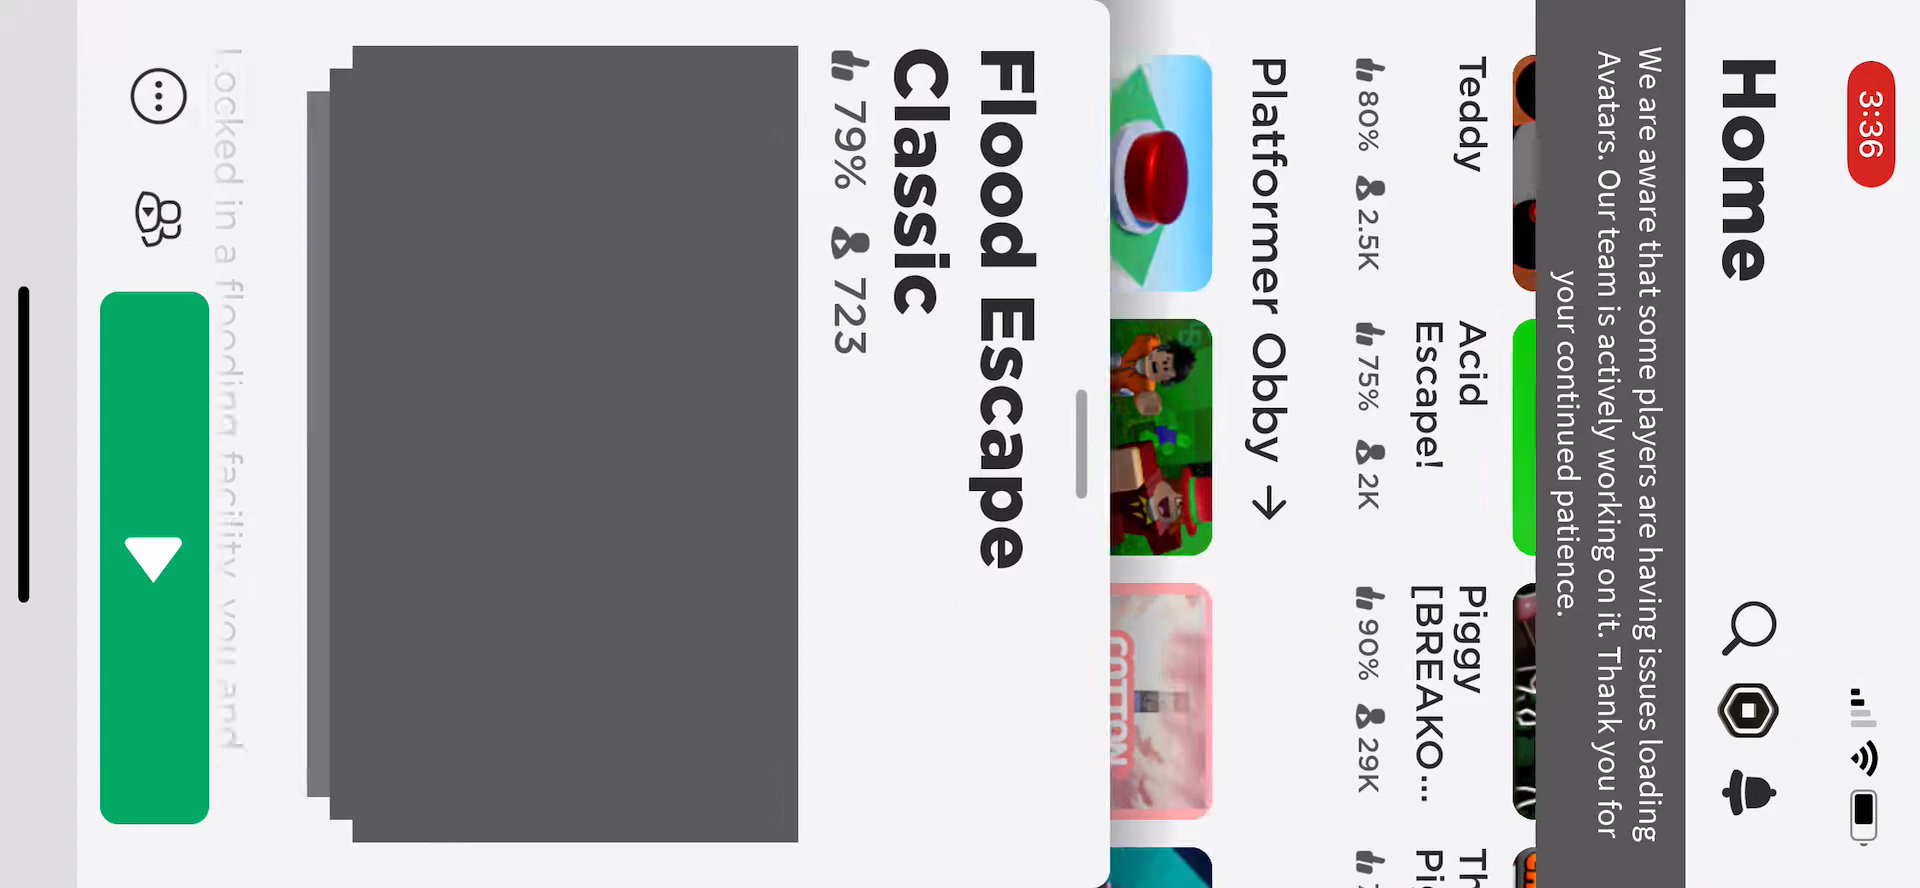 3:36
Home
We are aware that some players are having issues loading
Avatars. Our team is actively working on it. Thank you for
your continued patience.
Teddy
80% 2.5K
Acid
Escape!
75% 2K
Piggy
[BREAKO...
90% 29K
Platformer Obby →
COTTON
Flood Escape
Classic
79% 723
Locked in a flooding facility, you and